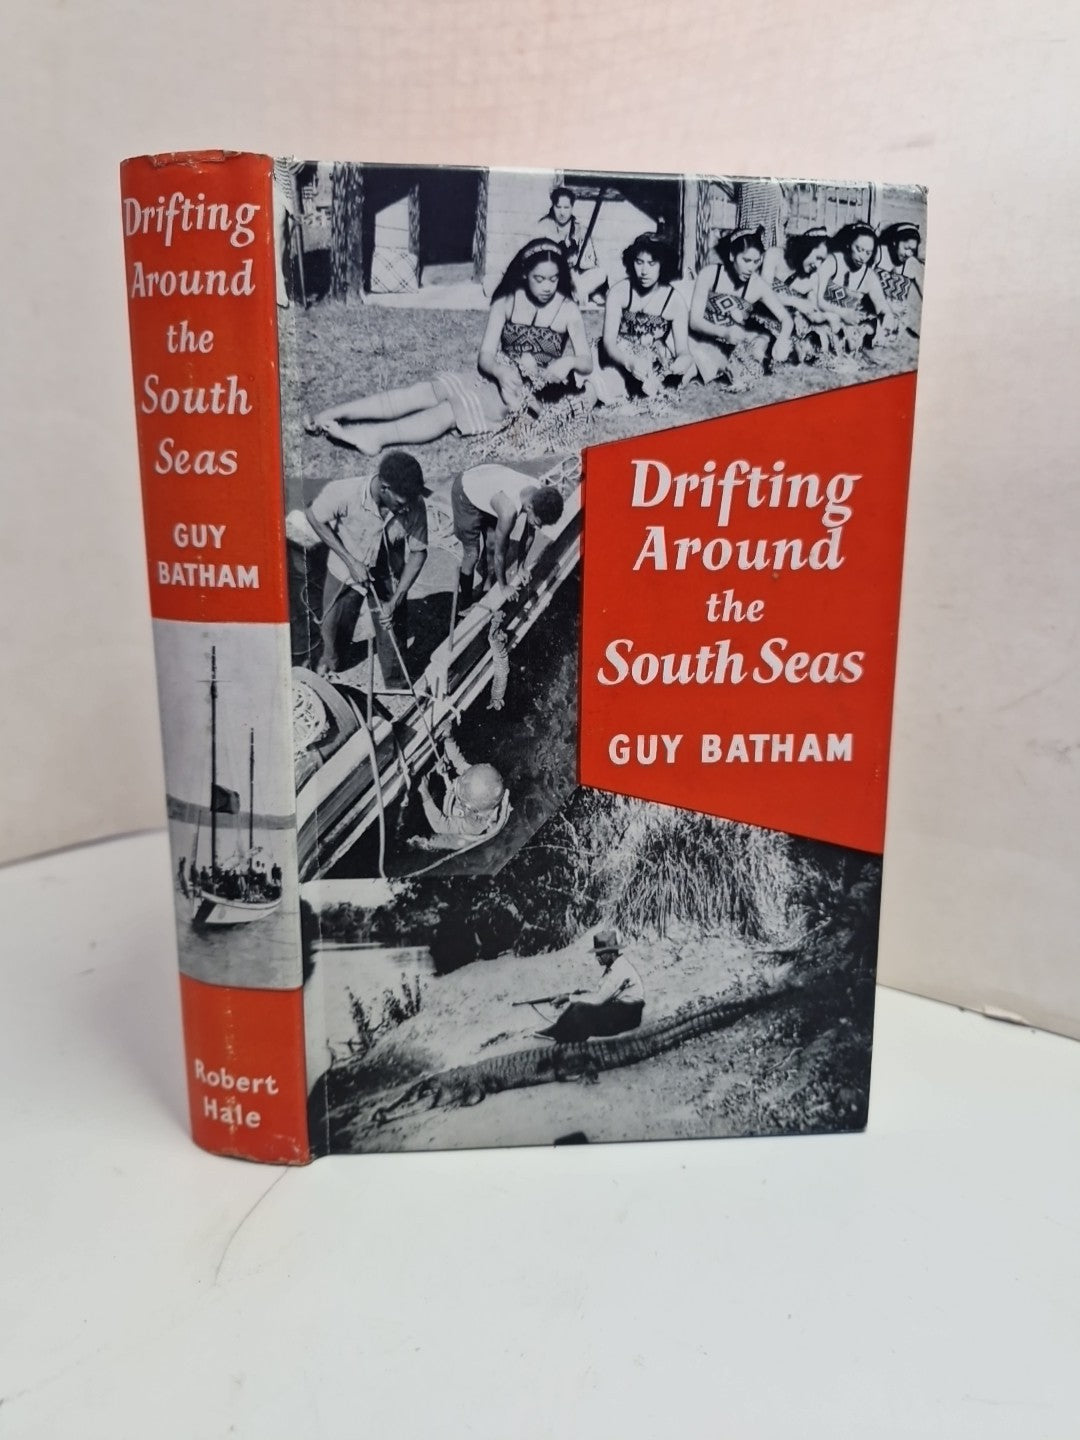 Drifting
Around
the
South
Seas
GUY
BATHAM
Robert
Hale
Drifting
Around
the
South Seas
GUY BATHAM